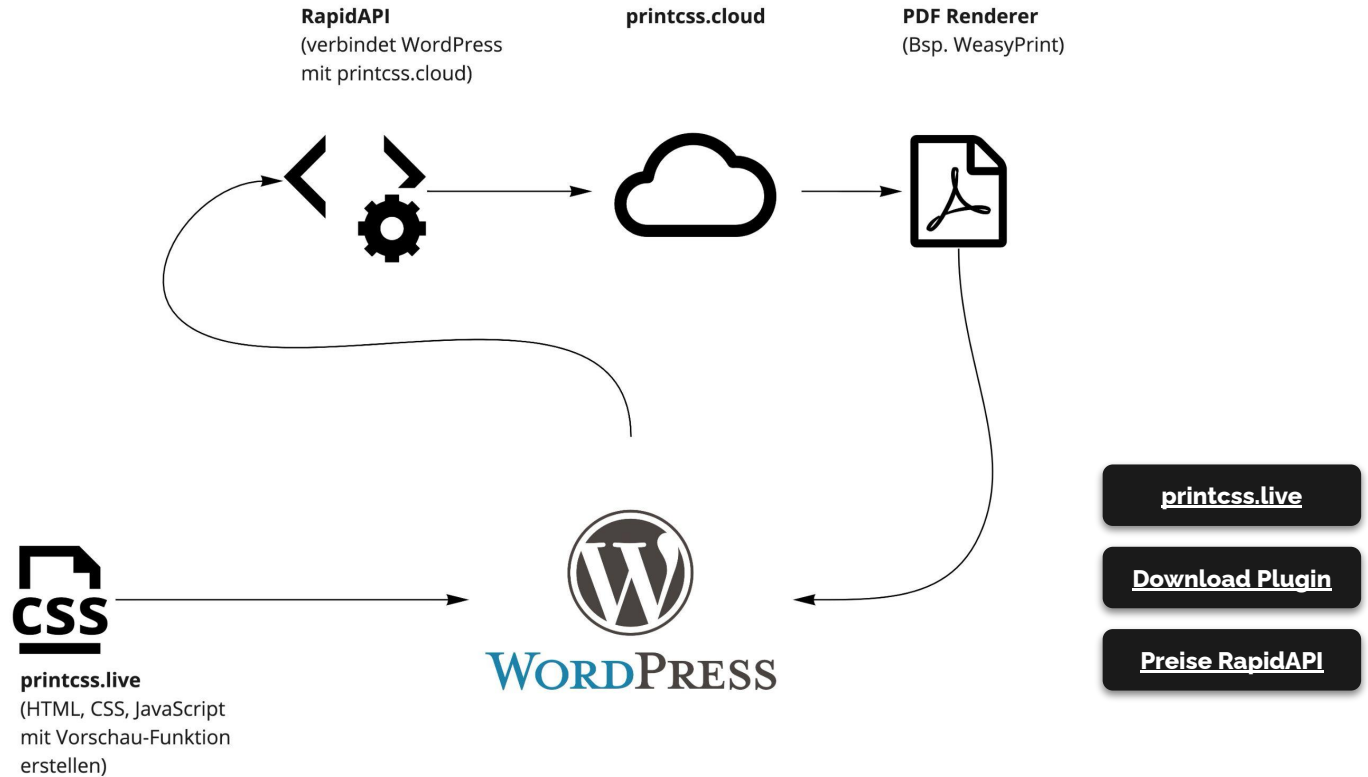 RapidAPI
(verbindet WordPress
mit printcss.cloud)
printcss.cloud
PDF Renderer
(Bsp. WeasyPrint)
CSS
printcss.live
(HTML, CSS, JavaScript
mit Vorschau-Funktion
erstellen)
W
WORDPRESS
printcss.live
Download Plugin
Preise RapidAPI